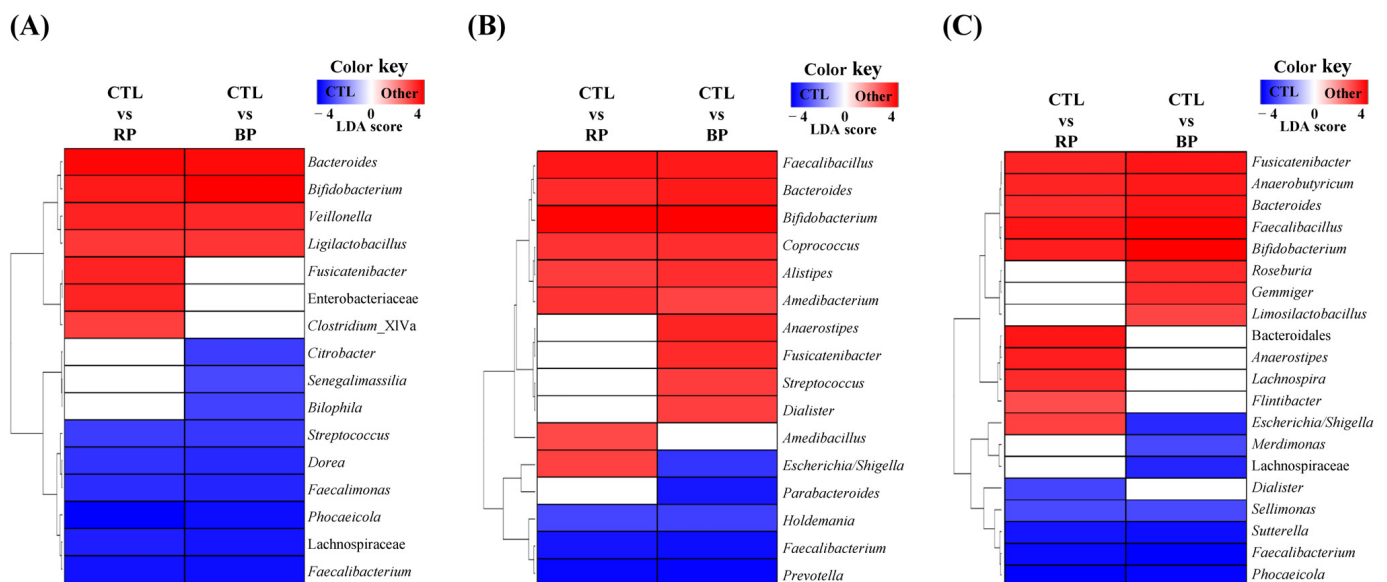 (A)
CTL
vs
RP
CTL
vs
BP
Color key
CTL
Other
− 4
0
4
LDA score
Bacteroides
Bifidobacterium
Veillonella
Ligilactobacillus
Fusicatenibacter
Enterobacteriaceae
Clostridium_XlVa
Citrobacter
Senegalimassilia
Bilophila
Streptococcus
Dorea
Faecalimonas
Phocaeicola
Lachnospiraceae
Faecalibacterium
(B)
CTL
vs
RP
CTL
vs
BP
Color key
CTL
Other
− 4
0
4
LDA score
Faecalibacillus
Bacteroides
Bifidobacterium
Coprococcus
Alistipes
Amedibacterium
Anaerostipes
Fusicatenibacter
Streptococcus
Dialister
Amedibacillus
Escherichia/Shigella
Parabacteroides
Holdemania
Faecalibacterium
Prevotella
(C)
CTL
vs
RP
CTL
vs
BP
Color key
CTL
Other
− 4
0
4
LDA score
Fusicatenibacter
Anaerobutyricum
Bacteroides
Faecalibacillus
Bifidobacterium
Roseburia
Gemmiger
Limosilactobacillus
Bacteroidales
Anaerostipes
Lachnospira
Flintibacter
Escherichia/Shigella
Merdimonas
Lachnospiraceae
Dialister
Sellimonas
Sutterella
Faecalibacterium
Phocaeicola